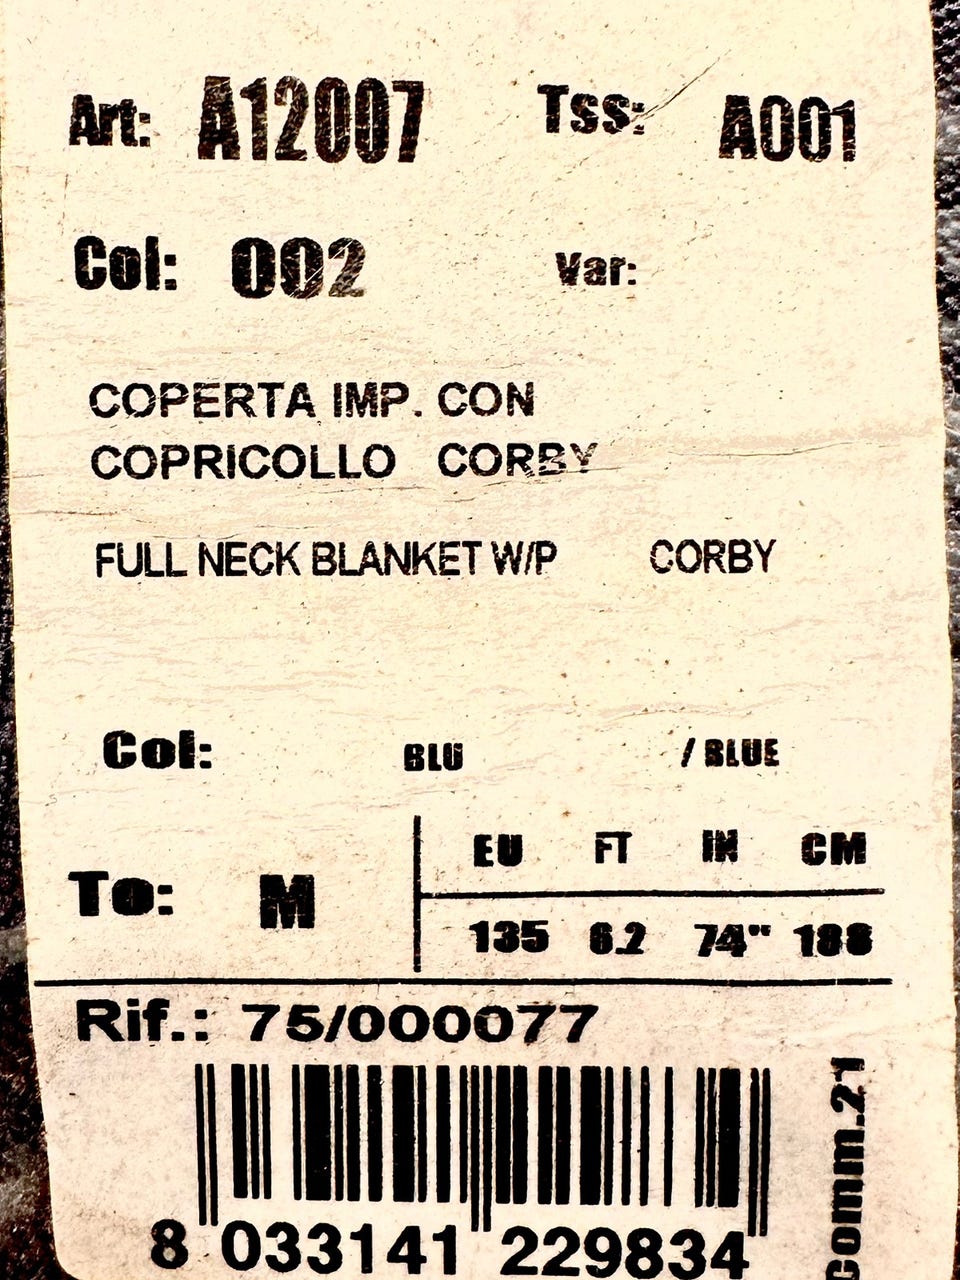 Art: A12007 Tss: A001
Col: 002 Var:
COPERTA IMP. CON
COPRICOLLO CORBY
FULL NECK BLANKET W/P CORBY
Col: BLU / BLUE
EU FT IN CM
To: M
135 6.2 74" 188
Rif.: 75/000077
Comm.21
8 033141 229834